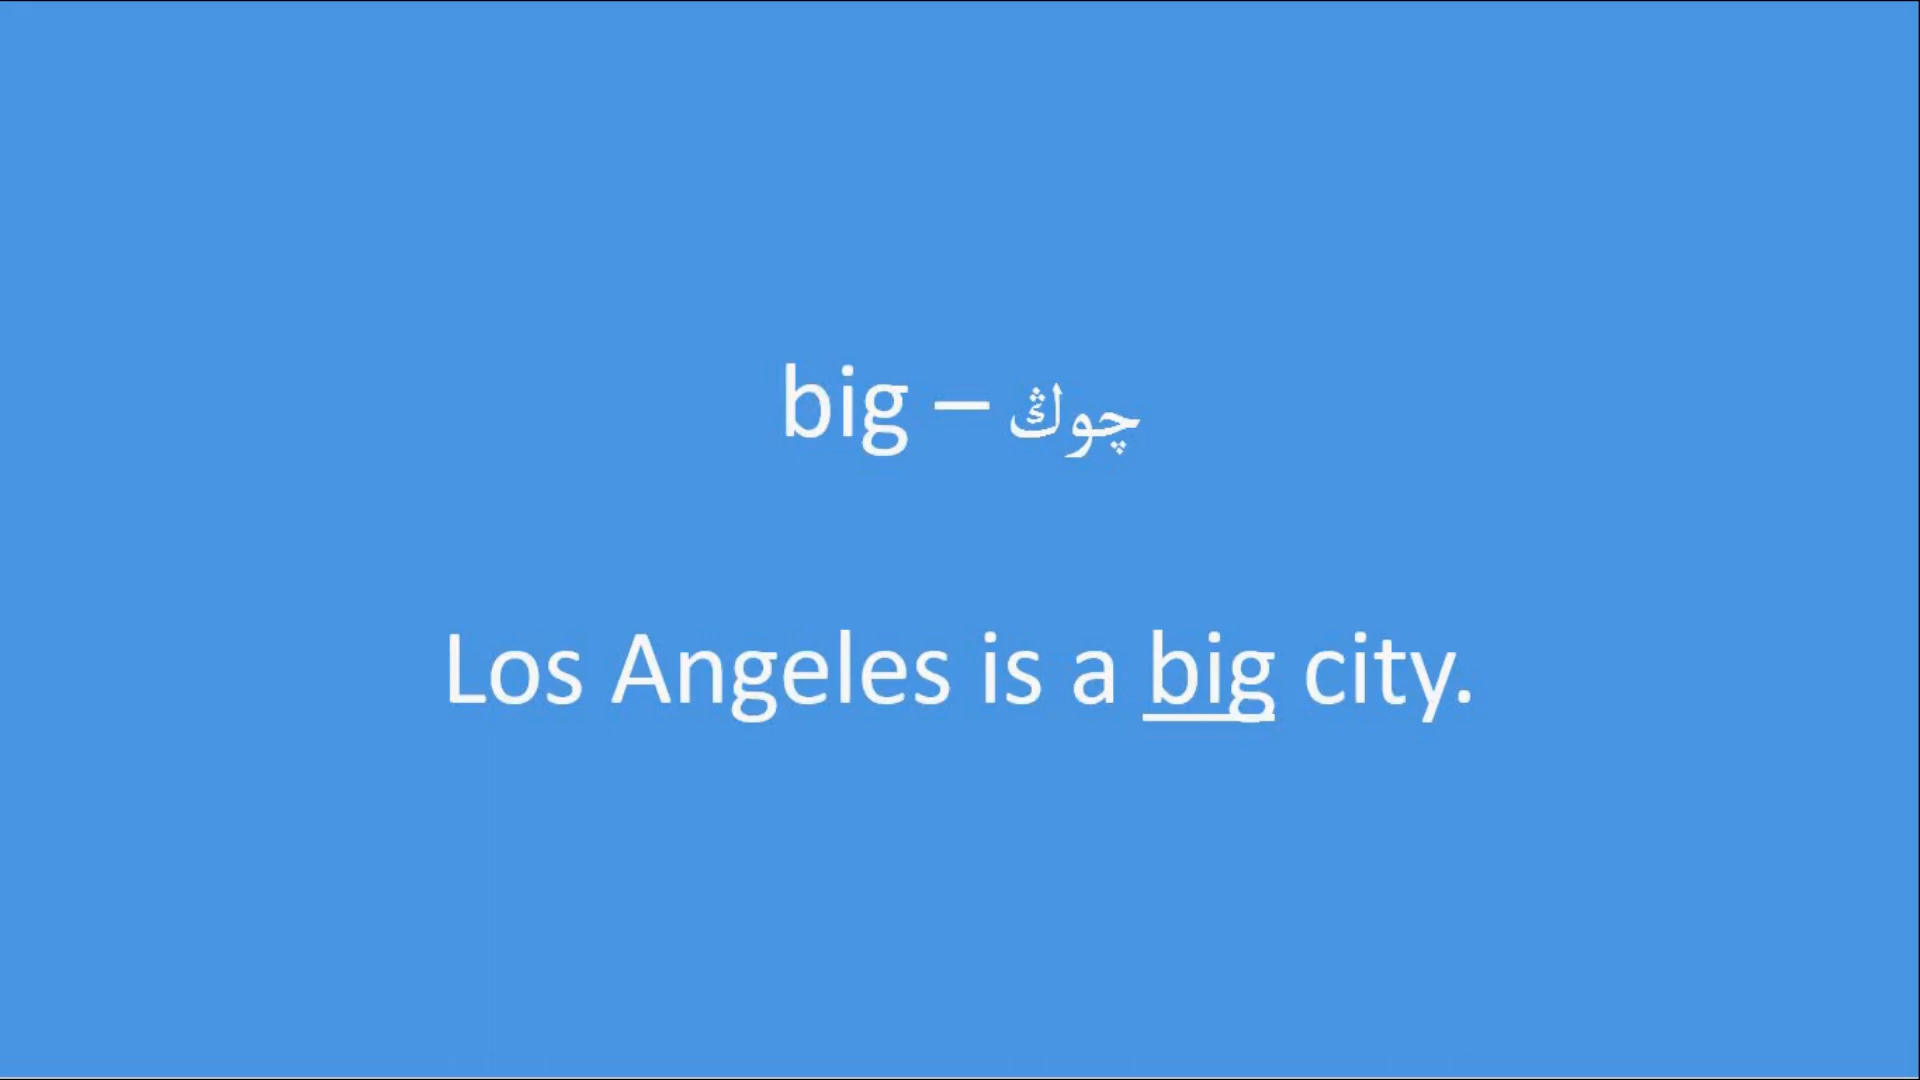 big – چوڭ
Los Angeles is a big city.